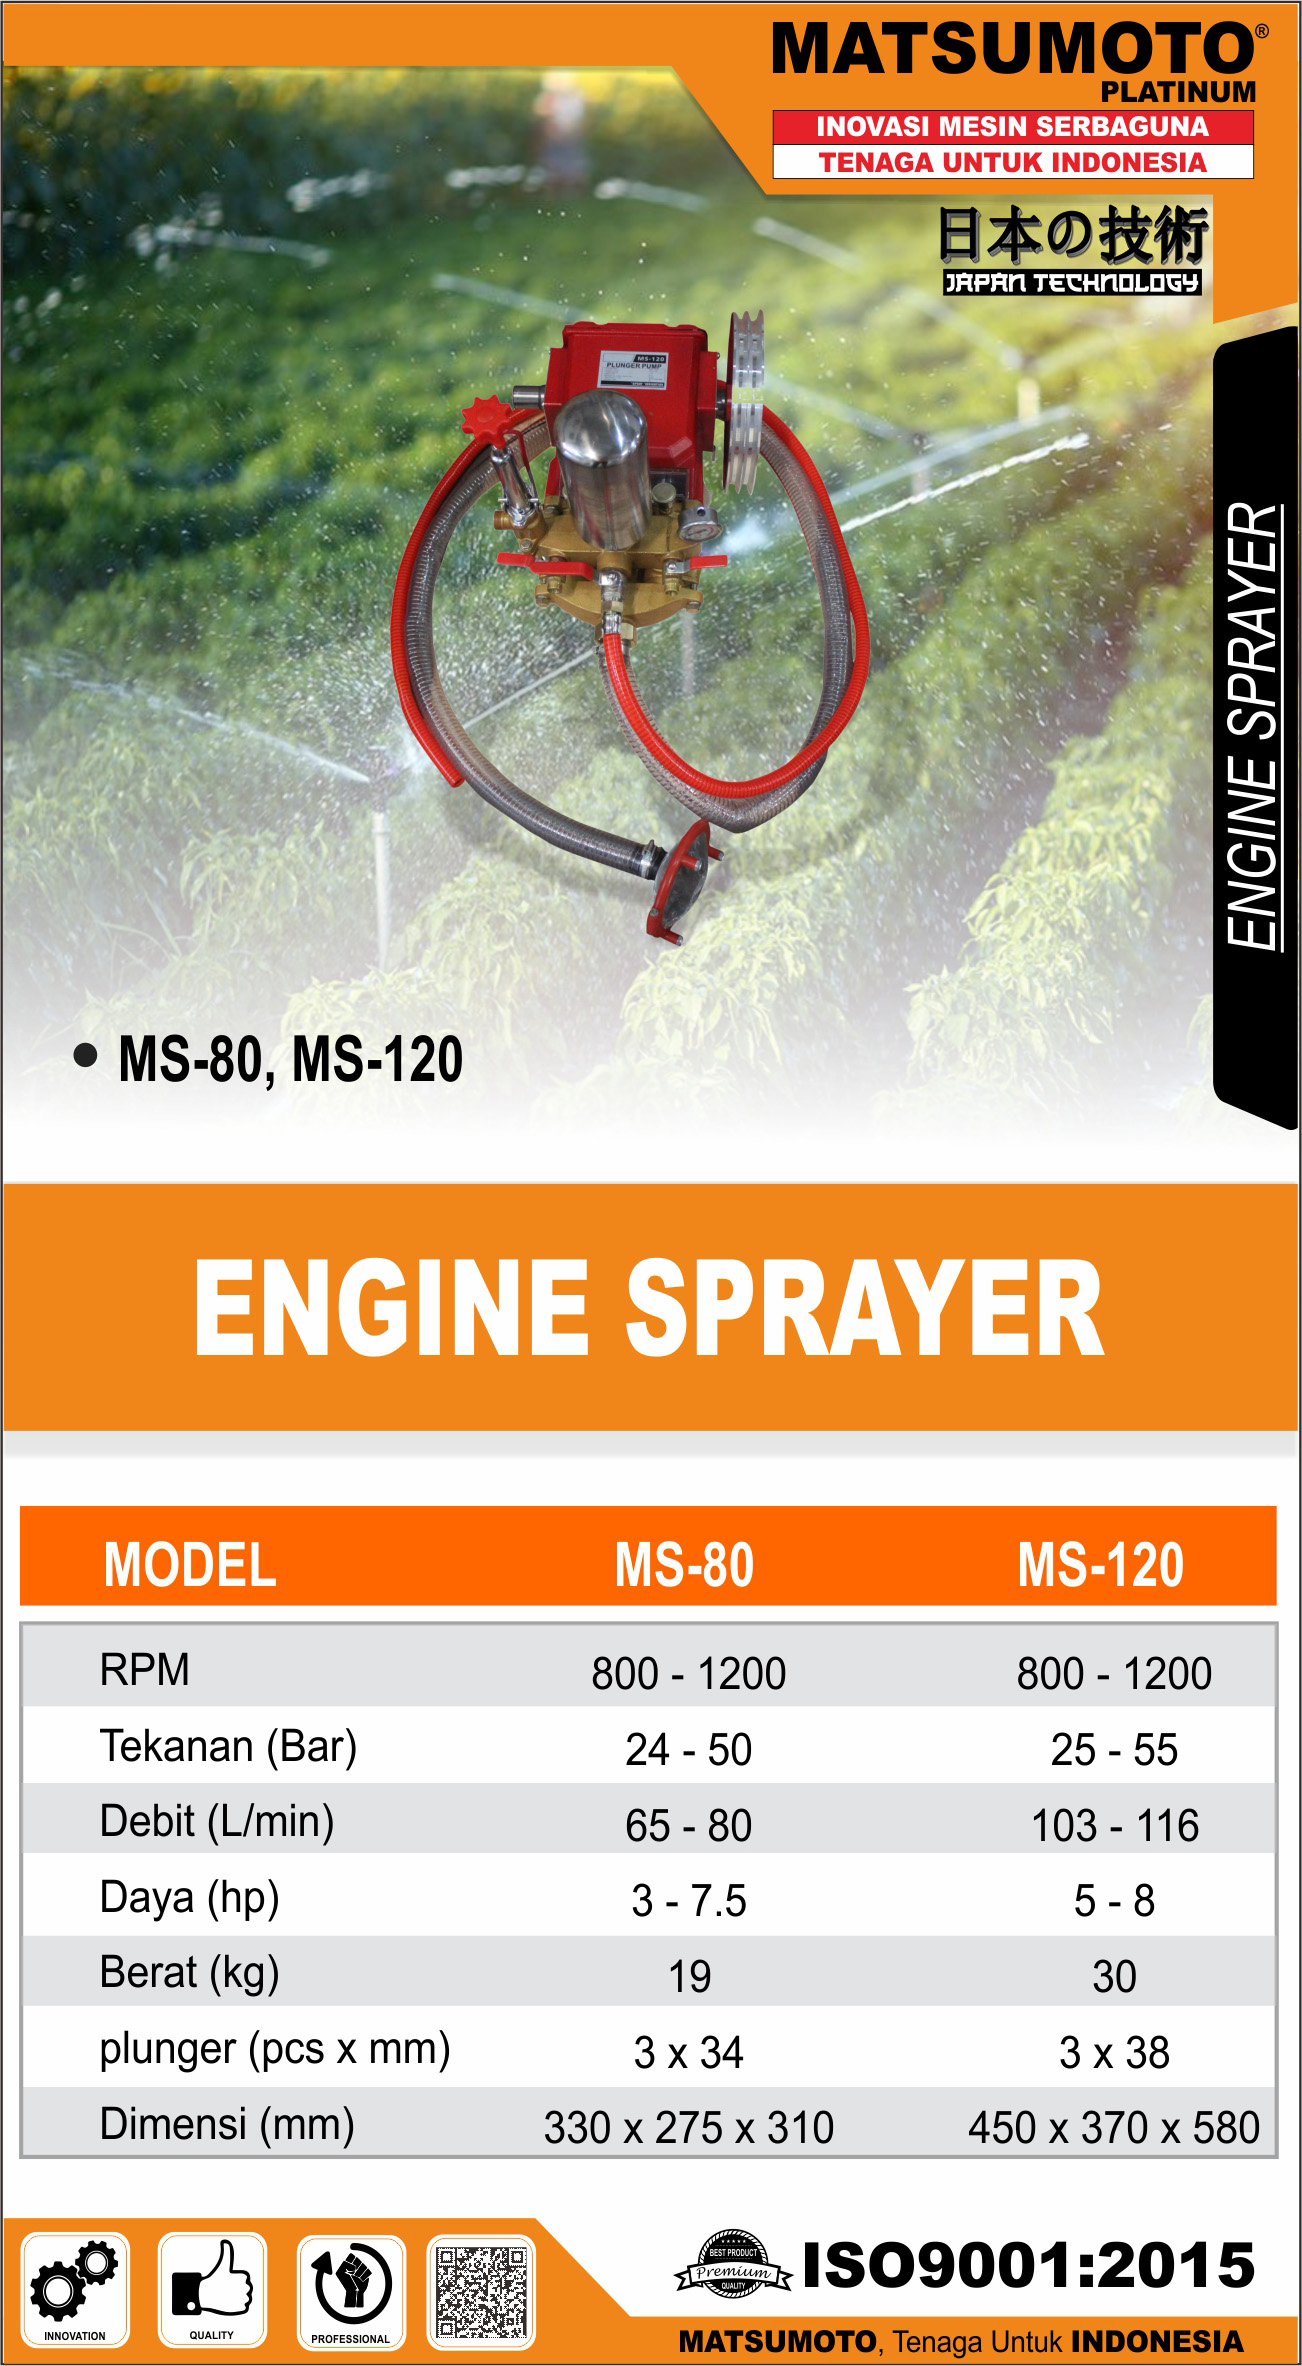 MATSUMOTO®
PLATINUM
INOVASI MESIN SERBAGUNA
TENAGA UNTUK INDONESIA
日本の技術
JAPAN TECHNOLOGY
MS-120
PLUNGER PUMP
ENGINE SPRAYER
• MS-80, MS-120
ENGINE SPRAYER
MODEL MS-80 MS-120
RPM 800 - 1200 800 - 1200
Tekanan (Bar) 24 - 50 25 - 55
Debit (L/min) 65 - 80 103 - 116
Daya (hp) 3 - 7.5 5 - 8
Berat (kg) 19 30
plunger (pcs x mm) 3 x 34 3 x 38
Dimensi (mm) 330 x 275 x 310 450 x 370 x 580
INNOVATION
QUALITY
PROFESSIONAL
BEST PRODUCT
Premium
QUALITY
ISO9001:2015
MATSUMOTO, Tenaga Untuk INDONESIA